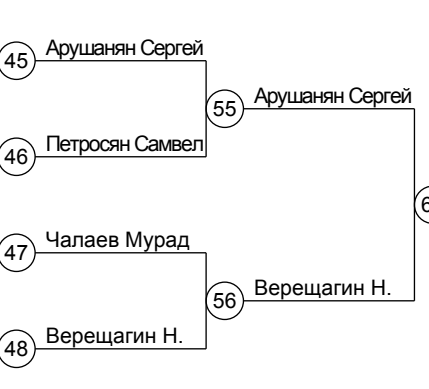 45 Арушанян Сергей
55 Арушанян Сергей
46 Петросян Самвел
47 Чалаев Мурад
56 Верещагин Н.
48 Верещагин Н.